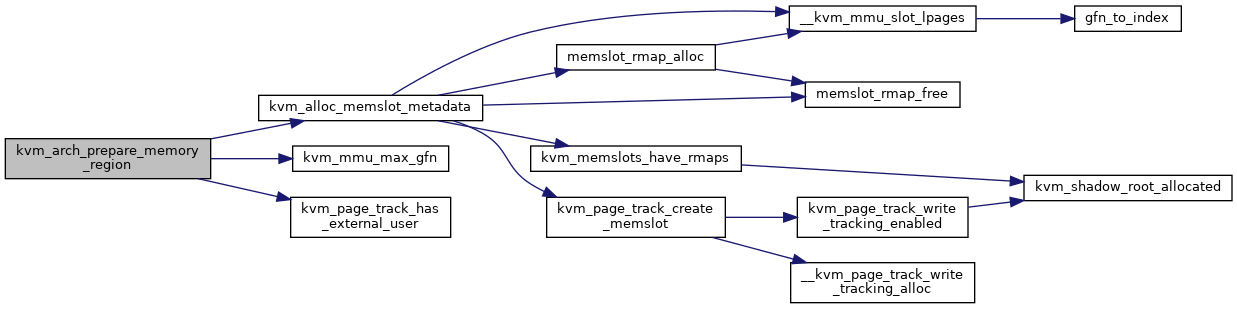 kvm_arch_prepare_memory
_region
kvm_alloc_memslot_metadata
kvm_mmu_max_gfn
kvm_page_track_has
_external_user
__kvm_mmu_slot_lpages
memslot_rmap_alloc
memslot_rmap_free
kvm_memslots_have_rmaps
kvm_page_track_create
_memslot
gfn_to_index
kvm_shadow_root_allocated
kvm_page_track_write
_tracking_enabled
__kvm_page_track_write
_tracking_alloc